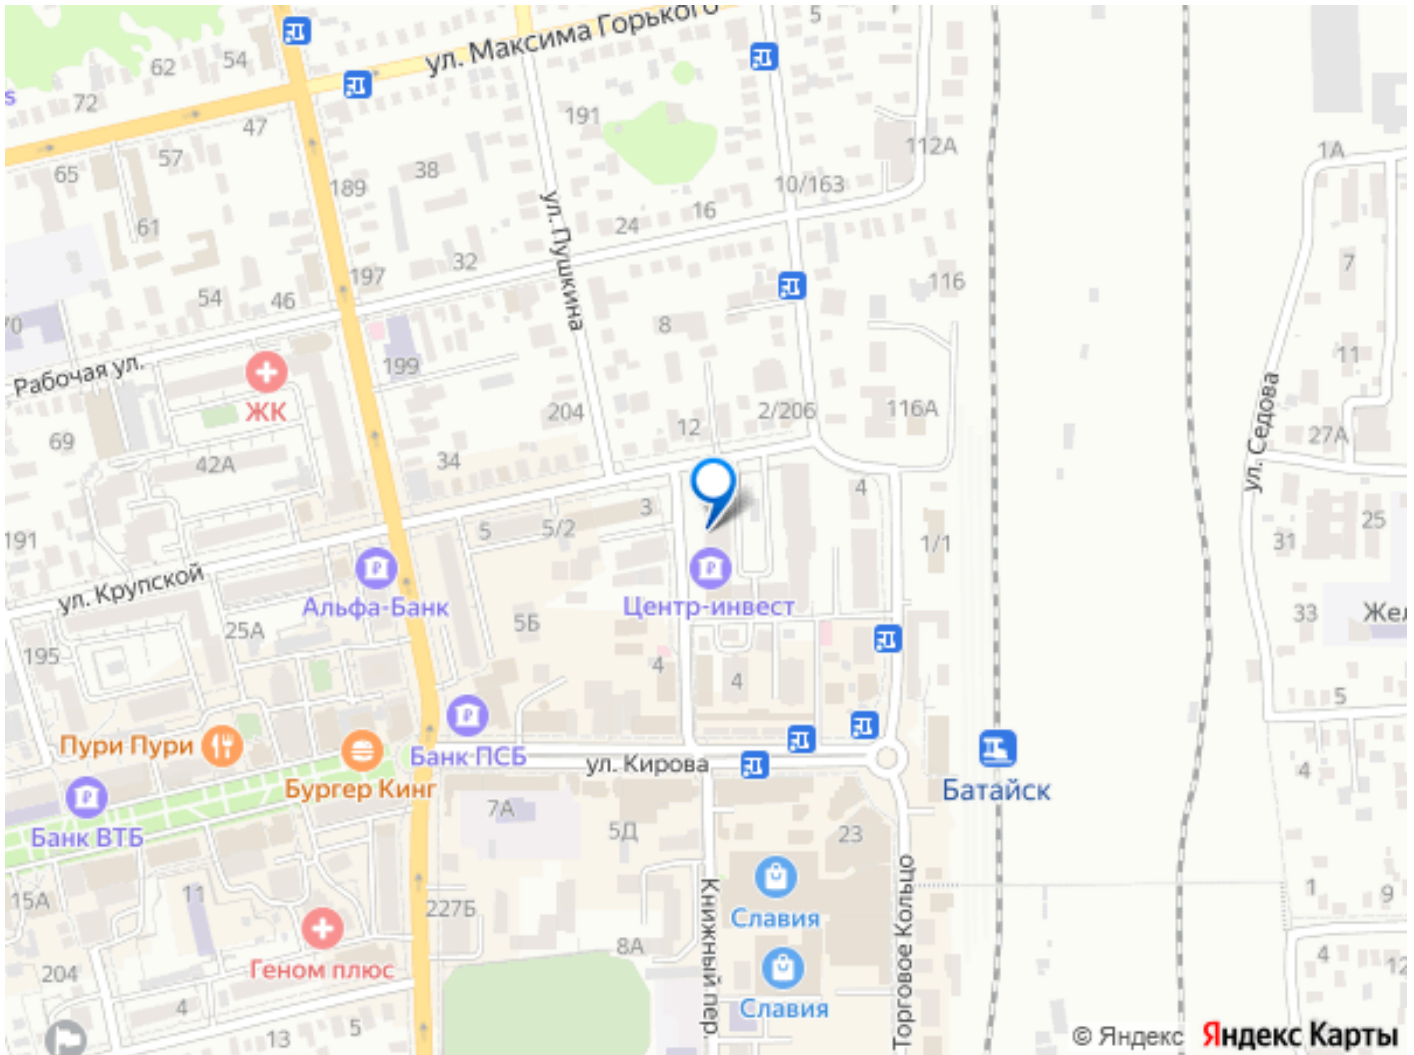 5
ул. Максима Горького
54
62
s
72
47
191
57
112А
1А
65
38
189
10/163
16
61
24
ул. Пушкина
32
7
197
116
54
46
70
8
199
11
Рабочая ул.
ЖК
204
2/206
116А
ул. Седова
12
69
27А
42А
34
4
3
25
5
5/2
191
1/1
31
ул. Крупской
Альфа-Банк
Центр-инвест
33
Жел
5Б
25А
195
4
4
5
Пури Пури
Банк ПСБ
ул. Кирова
Батайск
4
Бургер Кинг
7А
5Д
23
Банк ВТБ
Торговое Кольцо
Книжный пер.
11
15А
1
9
227Б
Славия
8А
4
12
Геном плюс
204
4
Славия
13
5
© Яндекс Яндекс Карты